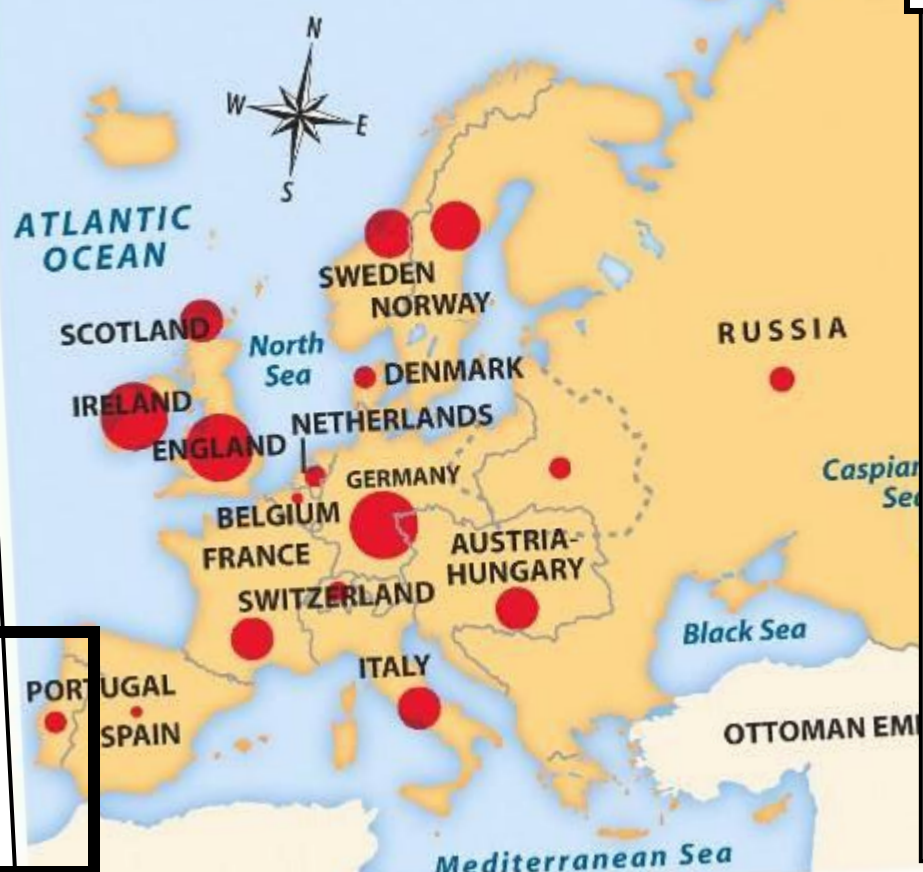 N
W
E
S
ATLANTIC
OCEAN
SWEDEN
NORWAY
SCOTLAND
North
Sea
RUSSIA
DENMARK
IRELAND
NETHERLANDS
ENGLAND
GERMANY
Caspian
Sea
BELGIUM
AUSTRIA-
HUNGARY
FRANCE
SWITZERLAND
Black Sea
ITALY
PORTUGAL
SPAIN
OTTOMAN EM
Mediterranean Sea